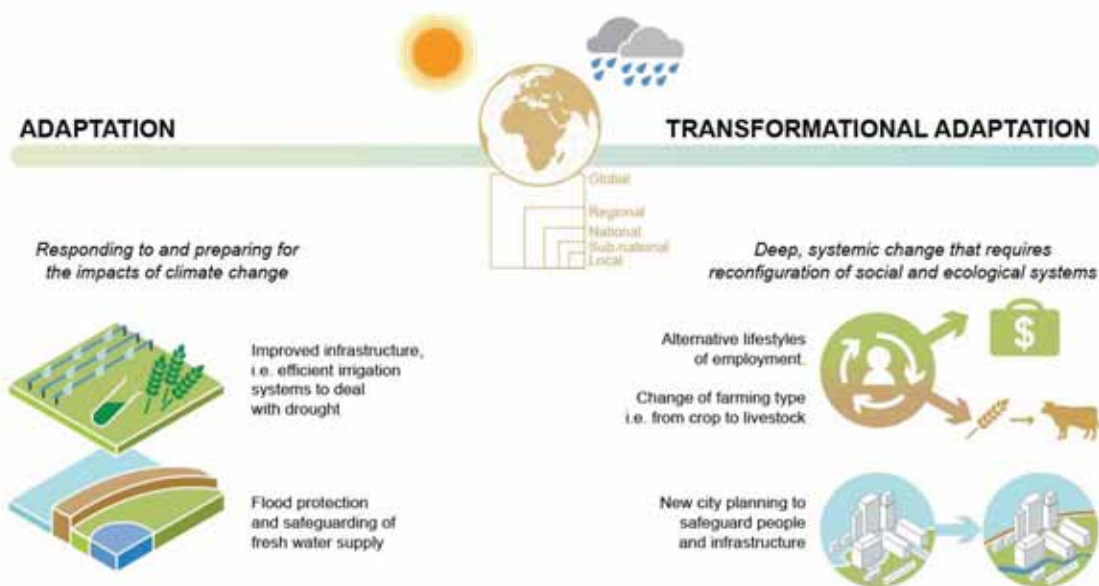 ADAPTATION
TRANSFORMATIONAL ADAPTATION
Global
Regional
National
Sub-national
Local
Responding to and preparing for
the impacts of climate change
Deep, systemic change that requires
reconfiguration of social and ecological systems
Improved infrastructure,
i.e. efficient irrigation
systems to deal
with drought
Flood protection
and safeguarding of
fresh water supply
Alternative lifestyles
of employment.
$
Change of farming type
i.e. from crop to livestock
New city planning to
safeguard people
and infrastructure